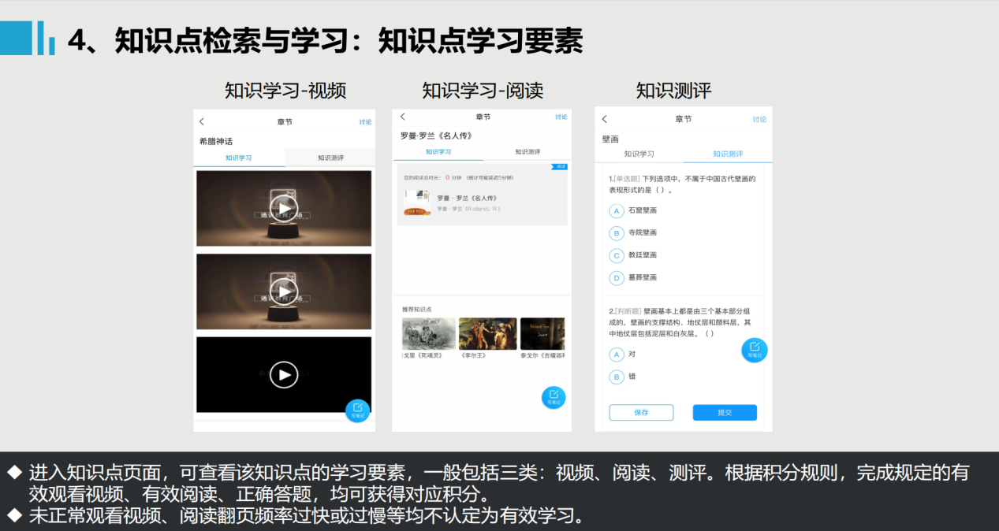 4、知识点检索与学习：知识点学习要素
知识学习-视频
知识学习-阅读
知识测评
章节
讨论
希腊神话
知识学习
知识测评
通识教育广场
通识教育广场
写笔记
章节
讨论
罗曼·罗兰《名人传》
知识学习
知识测评
阅读
您的阅读总时长： 0 分钟 (统计可能延迟5分钟)
罗曼·罗兰《名人传》
罗曼·罗兰（R·olland，R）
推荐知识点
戈里《死魂灵》
《李尔王》
泰戈尔《吉檀迦利
写笔记
章节
讨论
壁画
知识学习
知识测评
1.[单选题] 下列选项中，不属于中国古代壁画的
表现形式的是（ ）。
A 石窟壁画
B 寺院壁画
C 教廷壁画
D 墓葬壁画
2.[判断题] 壁画基本上都是由三个基本部分组
成的，壁画的支撑结构、地仗层和颜料层，其
中地仗层包括泥层和白灰层。（ ）
A 对
B 错
写笔记
保存
提交
◆ 进入知识点页面，可查看该知识点的学习要素，一般包括三类：视频、阅读、测评。根据积分规则，完成规定的有
效观看视频、有效阅读、正确答题，均可获得对应积分。
◆ 未正常观看视频、阅读翻页频率过快或过慢等均不认定为有效学习。